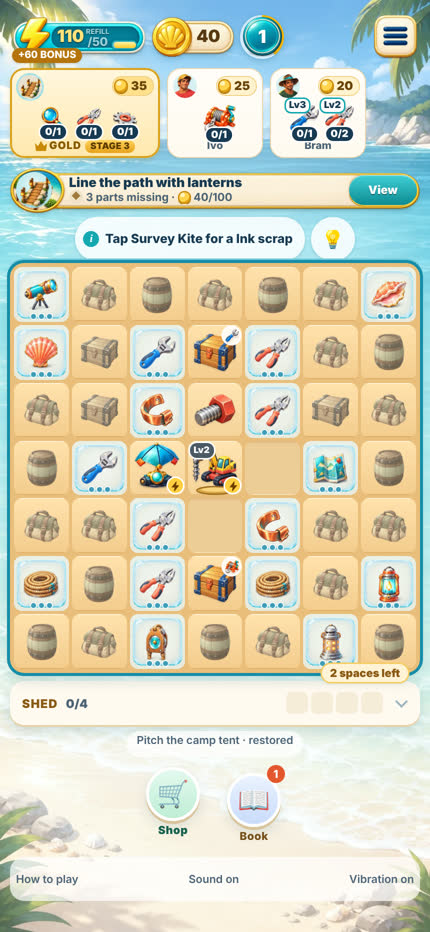 110
REFILL
/50
+60 BONUS
40
1
35
0/1
0/1
0/1
GOLD
STAGE 3
25
0/1
Ivo
20
Lv3
Lv2
0/1
0/2
Bram
Line the path with lanterns
3 parts missing · 40/100
View
i
Tap Survey Kite for a Ink scrap
Lv2
2 spaces left
SHED 0/4
Pitch the camp tent · restored
1
Shop
Book
How to play
Sound on
Vibration on